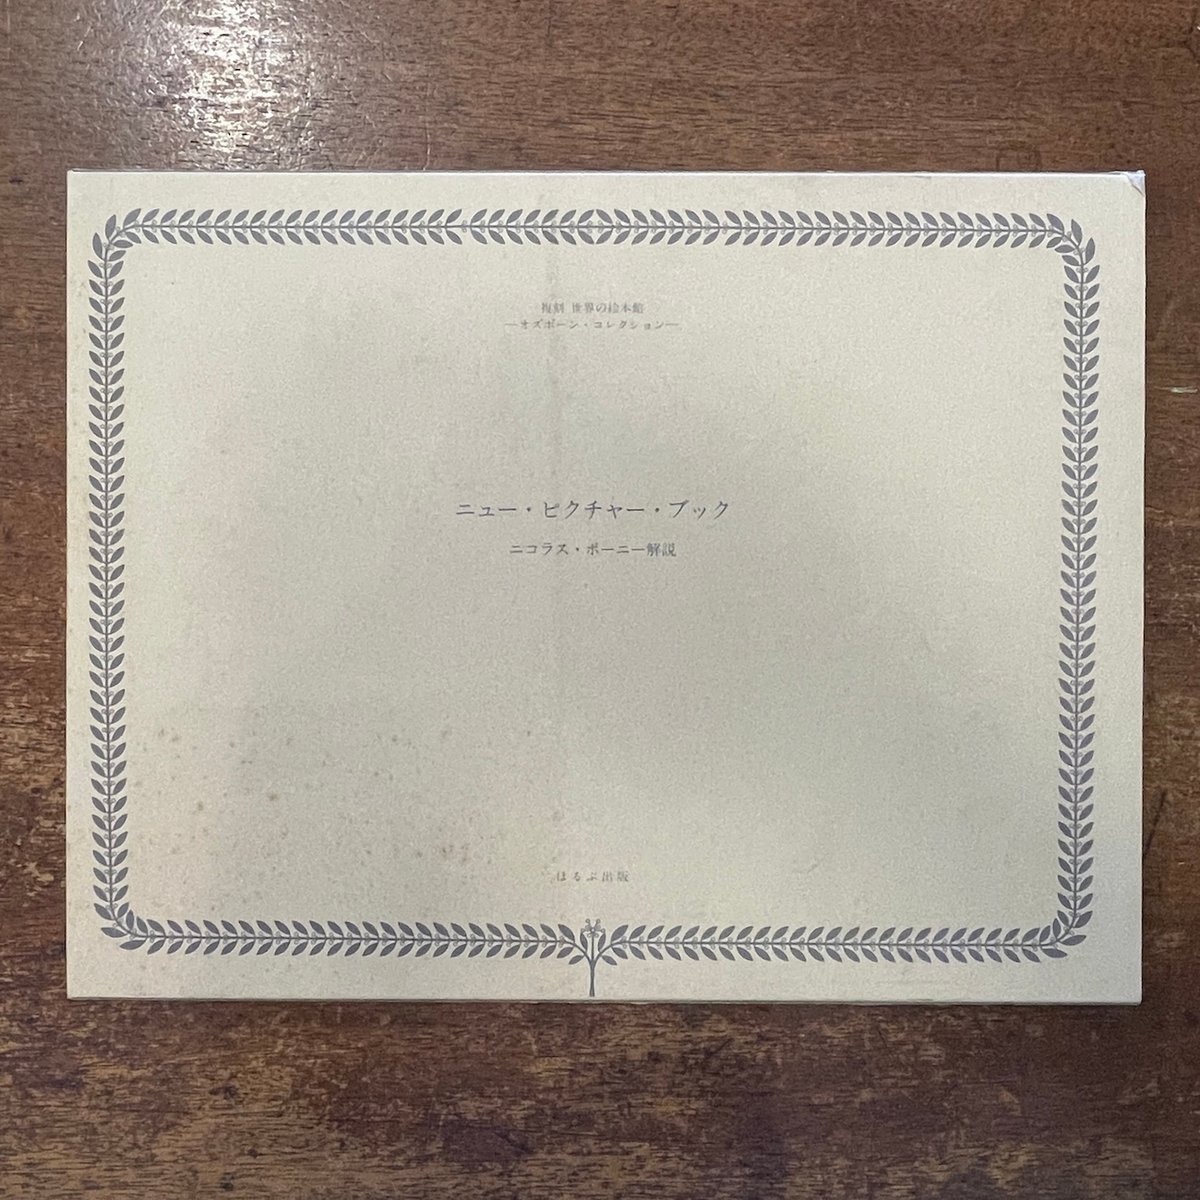 復刻 世界の絵本館
―オズボーン・コレクション―
ニュー・ピクチャー・ブック
ニコラス・ボーニー解説
ほるぷ出版